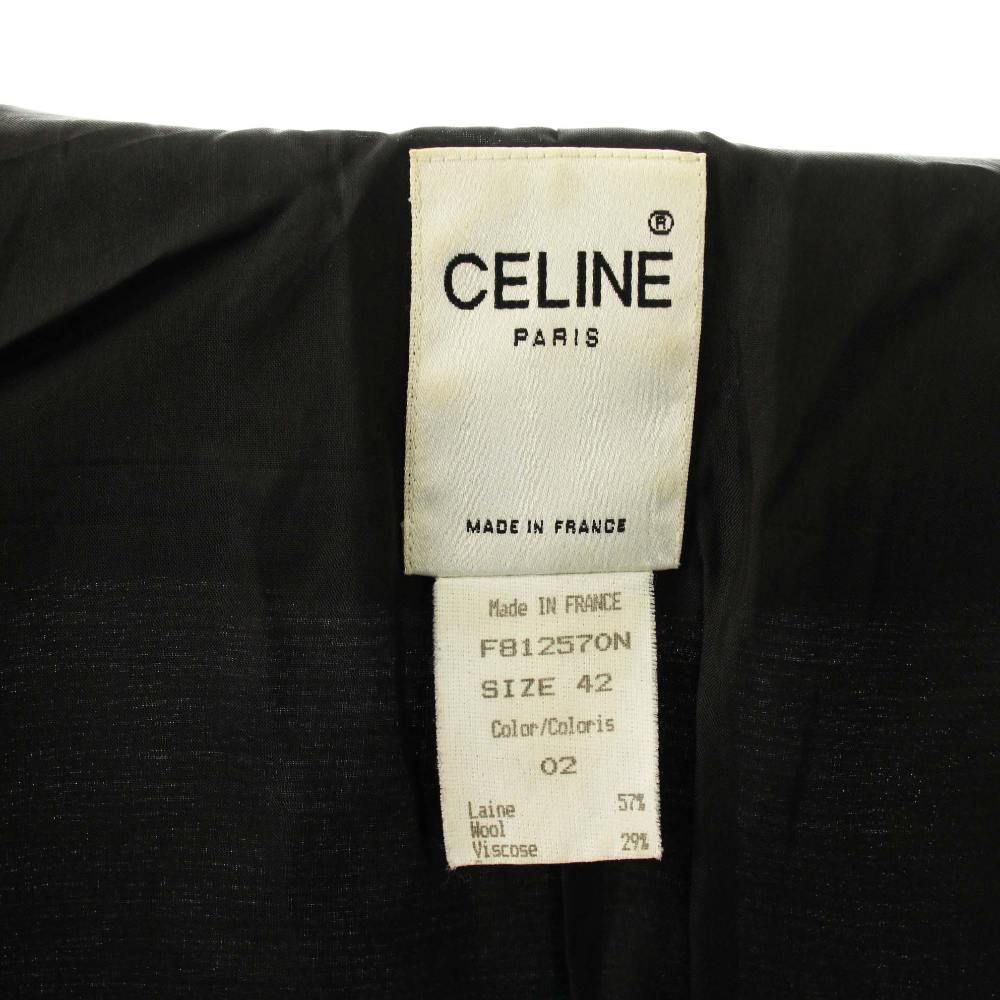 ®
CELINE
PARIS
MADE IN FRANCE
Made IN FRANCE
F812570N
SIZE 42
Color/Coloris
02
Laine 57%
Wool
Viscose 29%